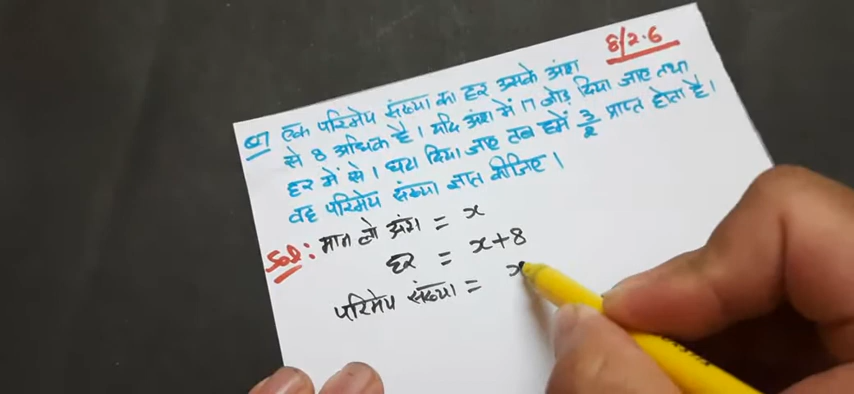 8/2.6
Q7 एक परिमेय संख्या का हर उसके अंश
से 8 अधिक है। यदि अंश में 17 जोड़ दिया जाए तथा
हर में से 1 घटा दिया जाए तब हमें 3/2 प्राप्त होता है।
वह परिमेय संख्या ज्ञात कीजिए।
Sol: मान लो अंश = x
हर = x+8
परिमेय संख्या = x